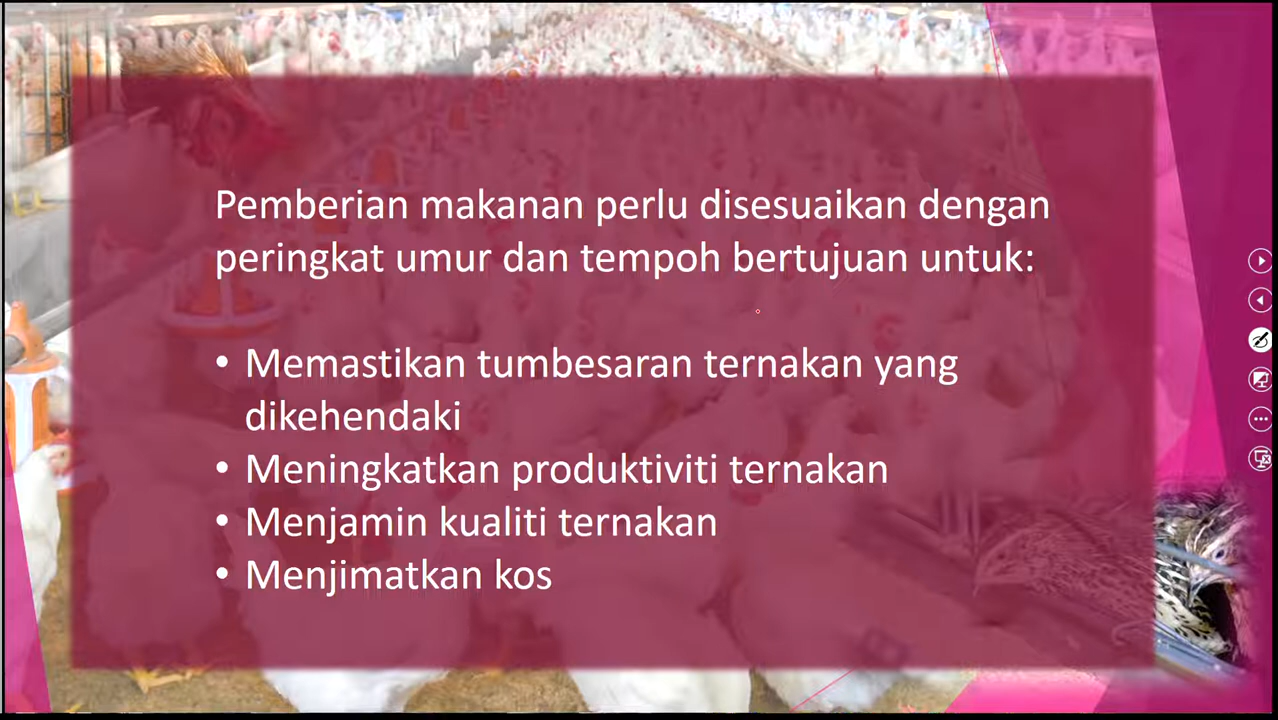 Pemberian makanan perlu disesuaikan dengan
peringkat umur dan tempoh bertujuan untuk:
• Memastikan tumbesaran ternakan yang
dikehendaki
• Meningkatkan produktiviti ternakan
• Menjamin kualiti ternakan
• Menjimatkan kos